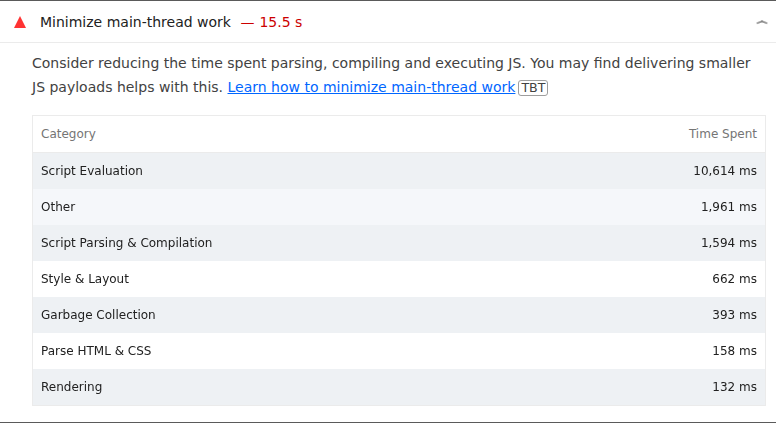 Minimize main-thread work — 15.5 s
Consider reducing the time spent parsing, compiling and executing JS. You may find delivering smaller
JS payloads helps with this. Learn how to minimize main-thread work TBT
Category Time Spent
Script Evaluation 10,614 ms
Other 1,961 ms
Script Parsing & Compilation 1,594 ms
Style & Layout 662 ms
Garbage Collection 393 ms
Parse HTML & CSS 158 ms
Rendering 132 ms